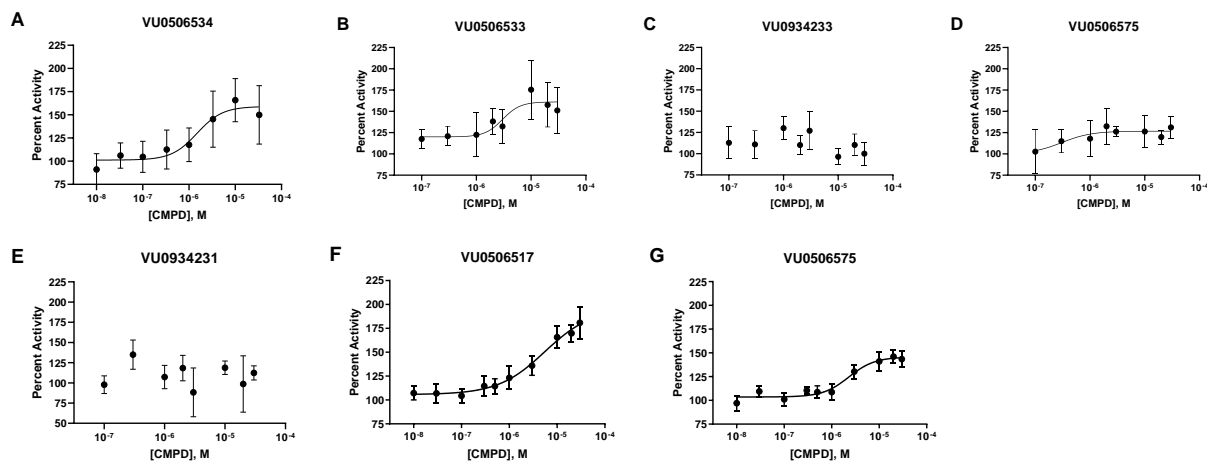 A
VU0506534
Percent Activity
225
200
175
150
125
100
75
10-8
10-7
10-6
10-5
10-4
[CMPD], M
B
VU0506533
Percent Activity
225
200
175
150
125
100
75
10-7
10-6
10-5
10-4
[CMPD], M
C
VU0934233
Percent Activity
225
200
175
150
125
100
75
10-7
10-6
10-5
10-4
[CMPD], M
D
VU0506575
Percent Activity
225
200
175
150
125
100
75
10-7
10-6
10-5
10-4
[CMPD], M
E
VU0934231
Percent Activity
225
200
175
150
125
100
75
50
10-7
10-6
10-5
10-4
[CMPD], M
F
VU0506517
Percent Activity
225
200
175
150
125
100
75
10-8
10-7
10-6
10-5
10-4
[CMPD], M
G
VU0506575
Percent Activity
225
200
175
150
125
100
75
10-8
10-7
10-6
10-5
10-4
[CMPD], M